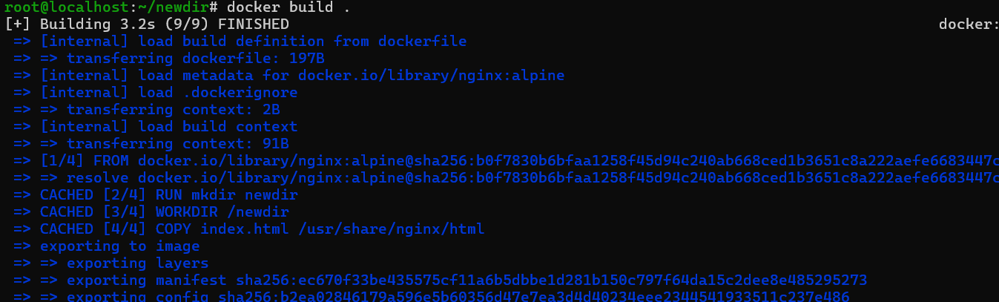 root@localhost:~/newdir# docker build .
[+] Building 3.2s (9/9) FINISHED docker:
=> [internal] load build definition from dockerfile
=> => transferring dockerfile: 197B
=> [internal] load metadata for docker.io/library/nginx:alpine
=> [internal] load .dockerignore
=> => transferring context: 2B
=> [internal] load build context
=> => transferring context: 91B
=> [1/4] FROM docker.io/library/nginx:alpine@sha256:b0f7830b6bfaa1258f45d94c240ab668ced1b3651c8a222aefe6683447c
=> => resolve docker.io/library/nginx:alpine@sha256:b0f7830b6bfaa1258f45d94c240ab668ced1b3651c8a222aefe6683447c
=> CACHED [2/4] RUN mkdir newdir
=> CACHED [3/4] WORKDIR /newdir
=> CACHED [4/4] COPY index.html /usr/share/nginx/html
=> exporting to image
=> => exporting layers
=> => exporting manifest sha256:ec670f33be435575cf11a6b5dbbe1d281b150c797f64da15c2dee8e485295273
=> => exporting config sha256:b2ea02846179a596e5b60356d47e7ea3d4d40234eee2344541933511c237e486